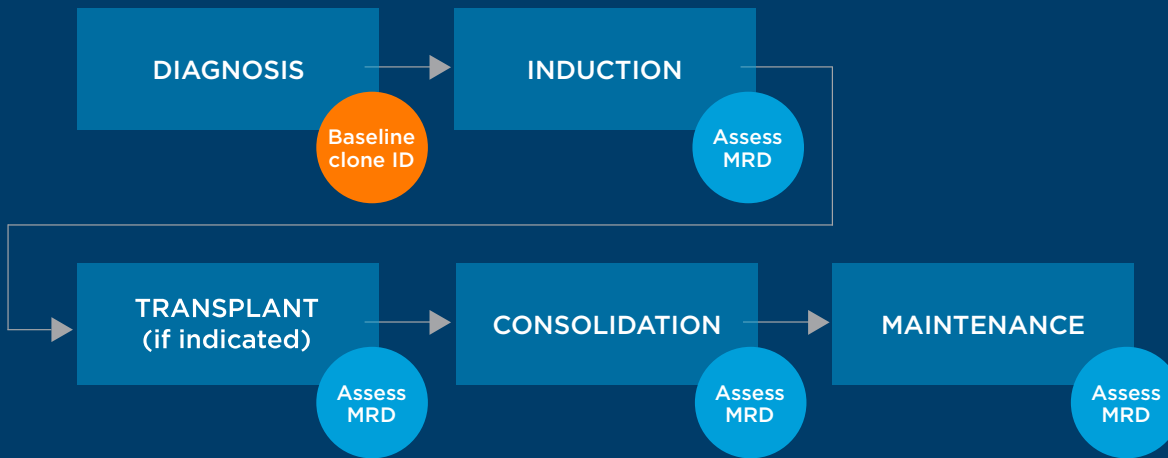 DIAGNOSIS
INDUCTION
Baseline
clone ID
Assess
MRD
TRANSPLANT
(if indicated)
CONSOLIDATION
MAINTENANCE
Assess
MRD
Assess
MRD
Assess
MRD